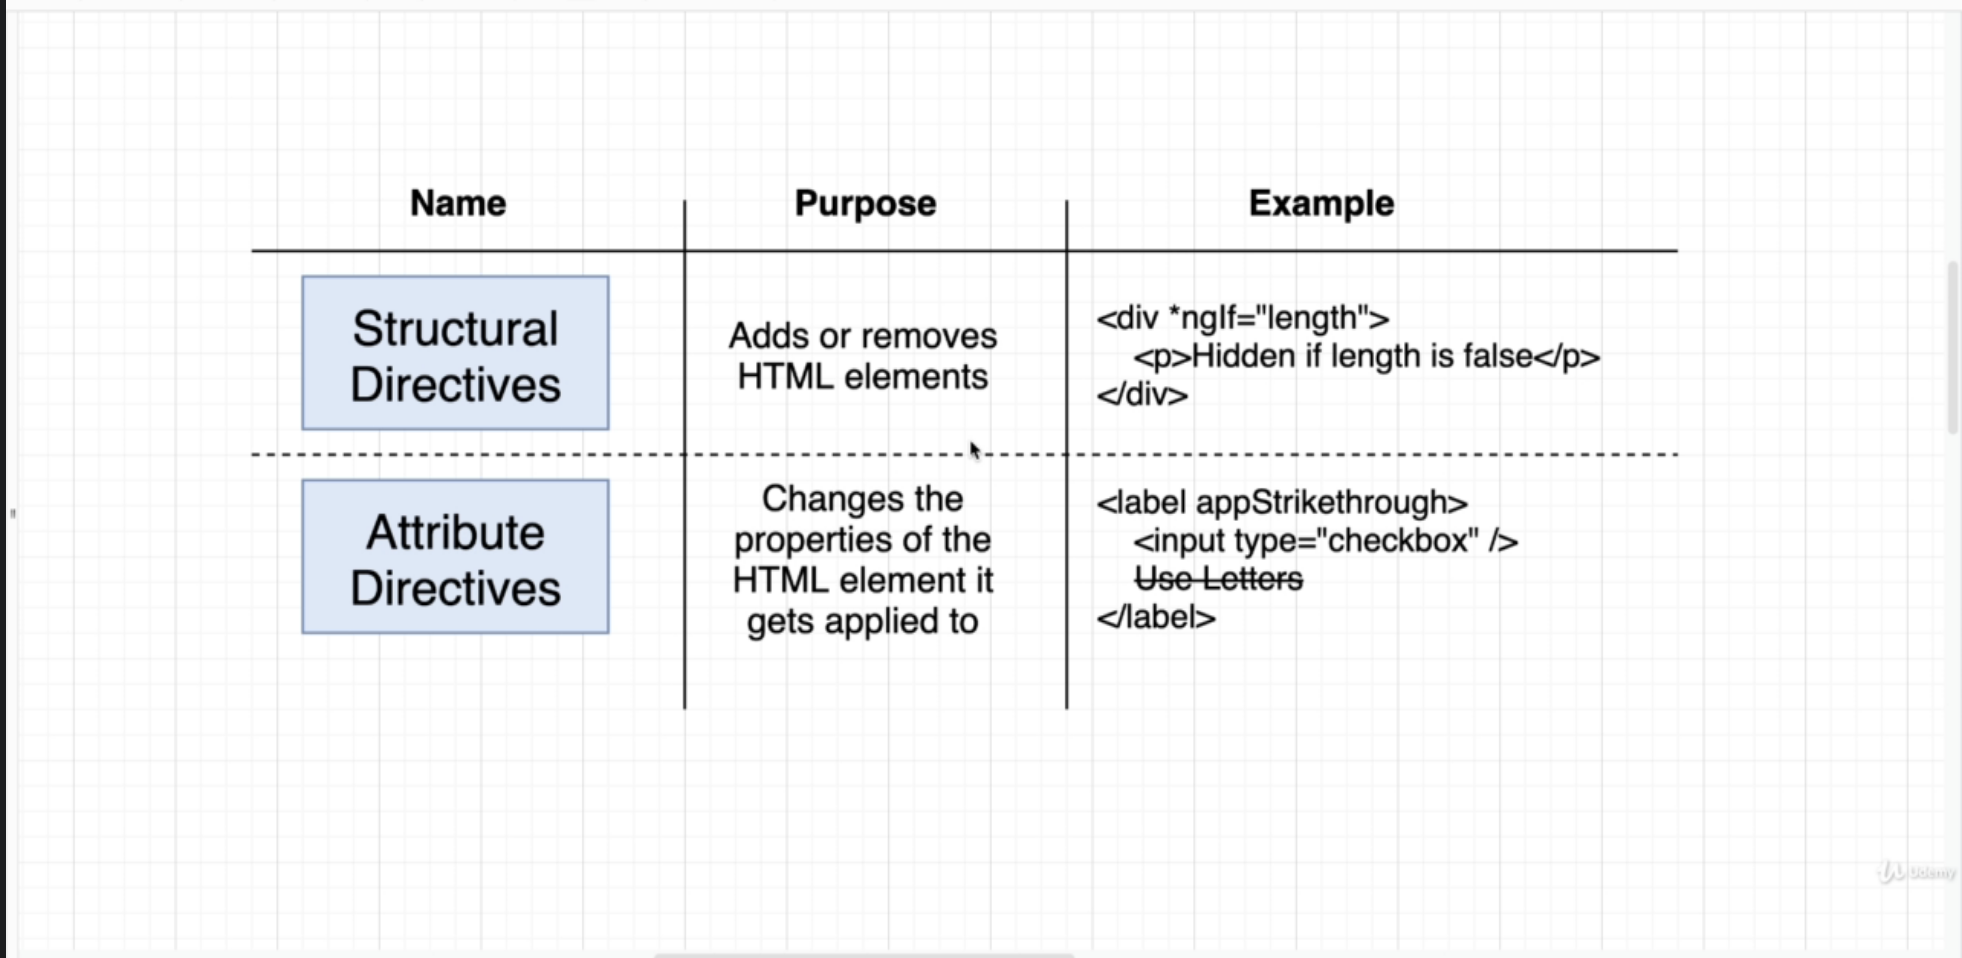 Name Purpose Example
Structural
Directives
Adds or removes
HTML elements
<div *ngIf="length">
<p>Hidden if length is false</p>
</div>
Attribute
Directives
Changes the
properties of the
HTML element it
gets applied to
<label appStrikethrough>
<input type="checkbox" />
Use Letters
</label>
Udemy